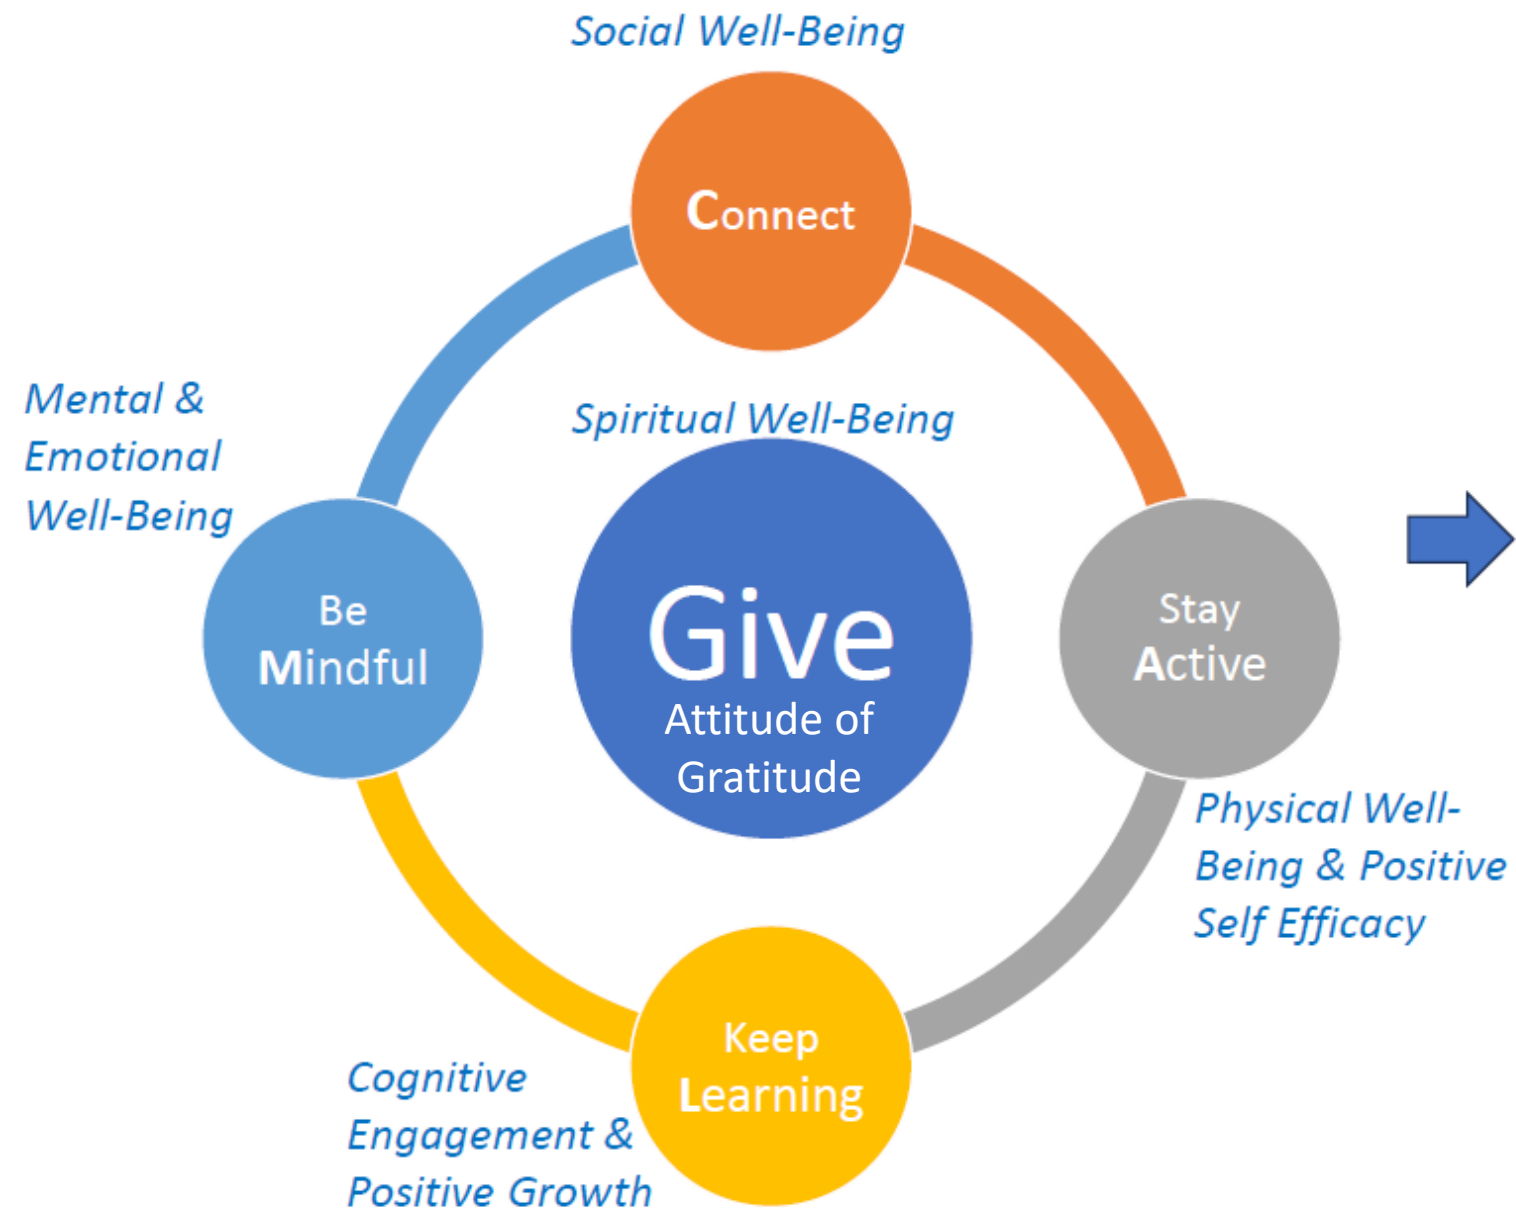 Social Well-Being
Connect
Mental &
Emotional
Well-Being
Spiritual Well-Being
Be
Mindful
Give
Attitude of
Gratitude
Stay
Active
Physical Well-
Being & Positive
Self Efficacy
Keep
Learning
Cognitive
Engagement &
Positive Growth